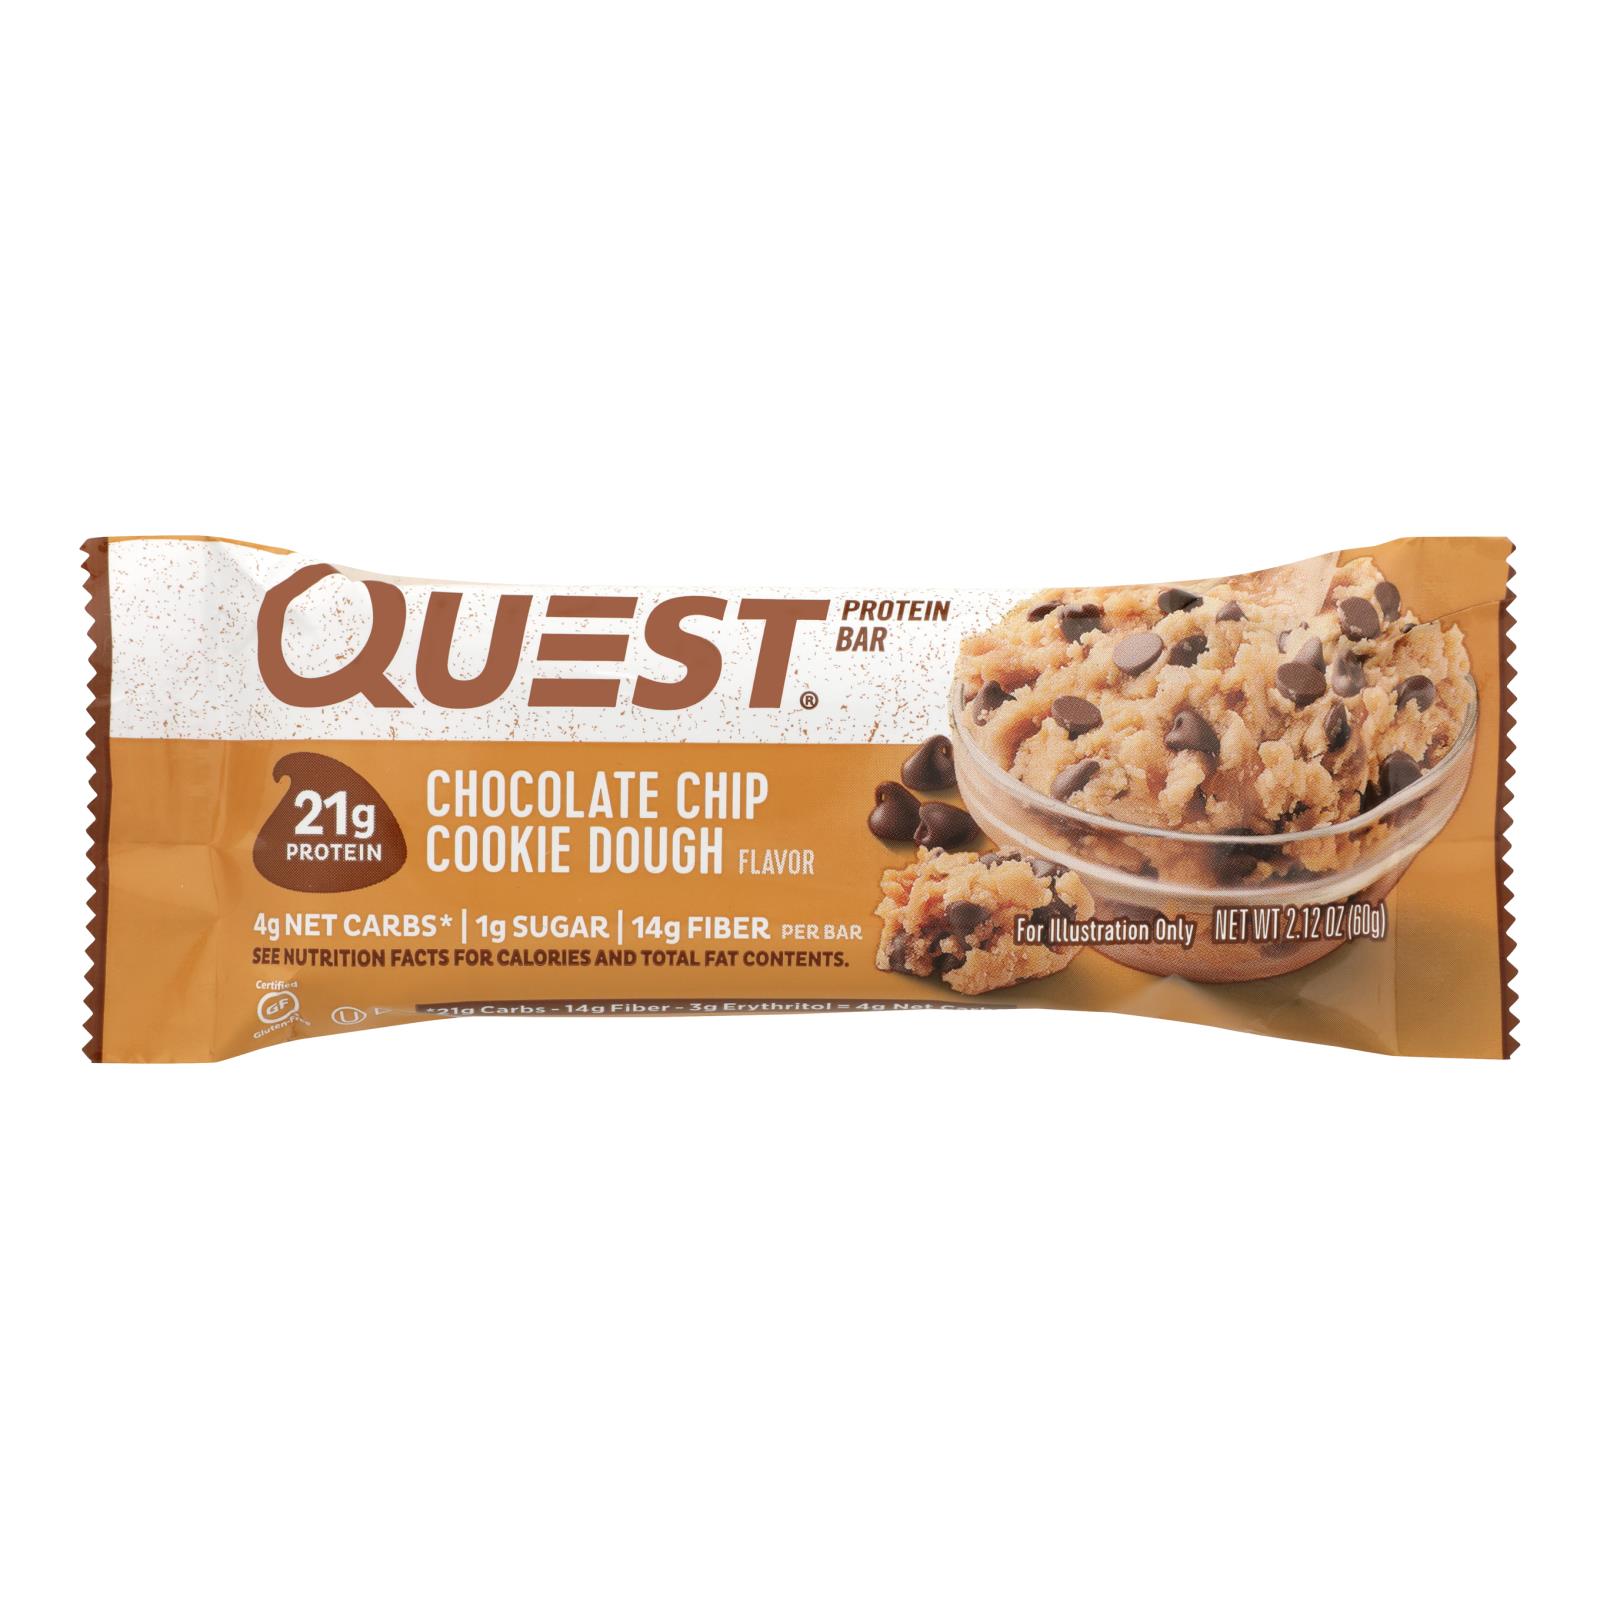 QUEST®
PROTEIN
BAR
21g
PROTEIN
CHOCOLATE CHIP
COOKIE DOUGH FLAVOR
4g NET CARBS* | 1g SUGAR | 14g FIBER PER BAR
SEE NUTRITION FACTS FOR CALORIES AND TOTAL FAT CONTENTS.
For Illustration Only NET WT 2.12 OZ (60g)
Certified
GF
Gluten-Free
U
*21g Carbs - 14g Fiber - 3g Erythritol = 4g Net Carbs